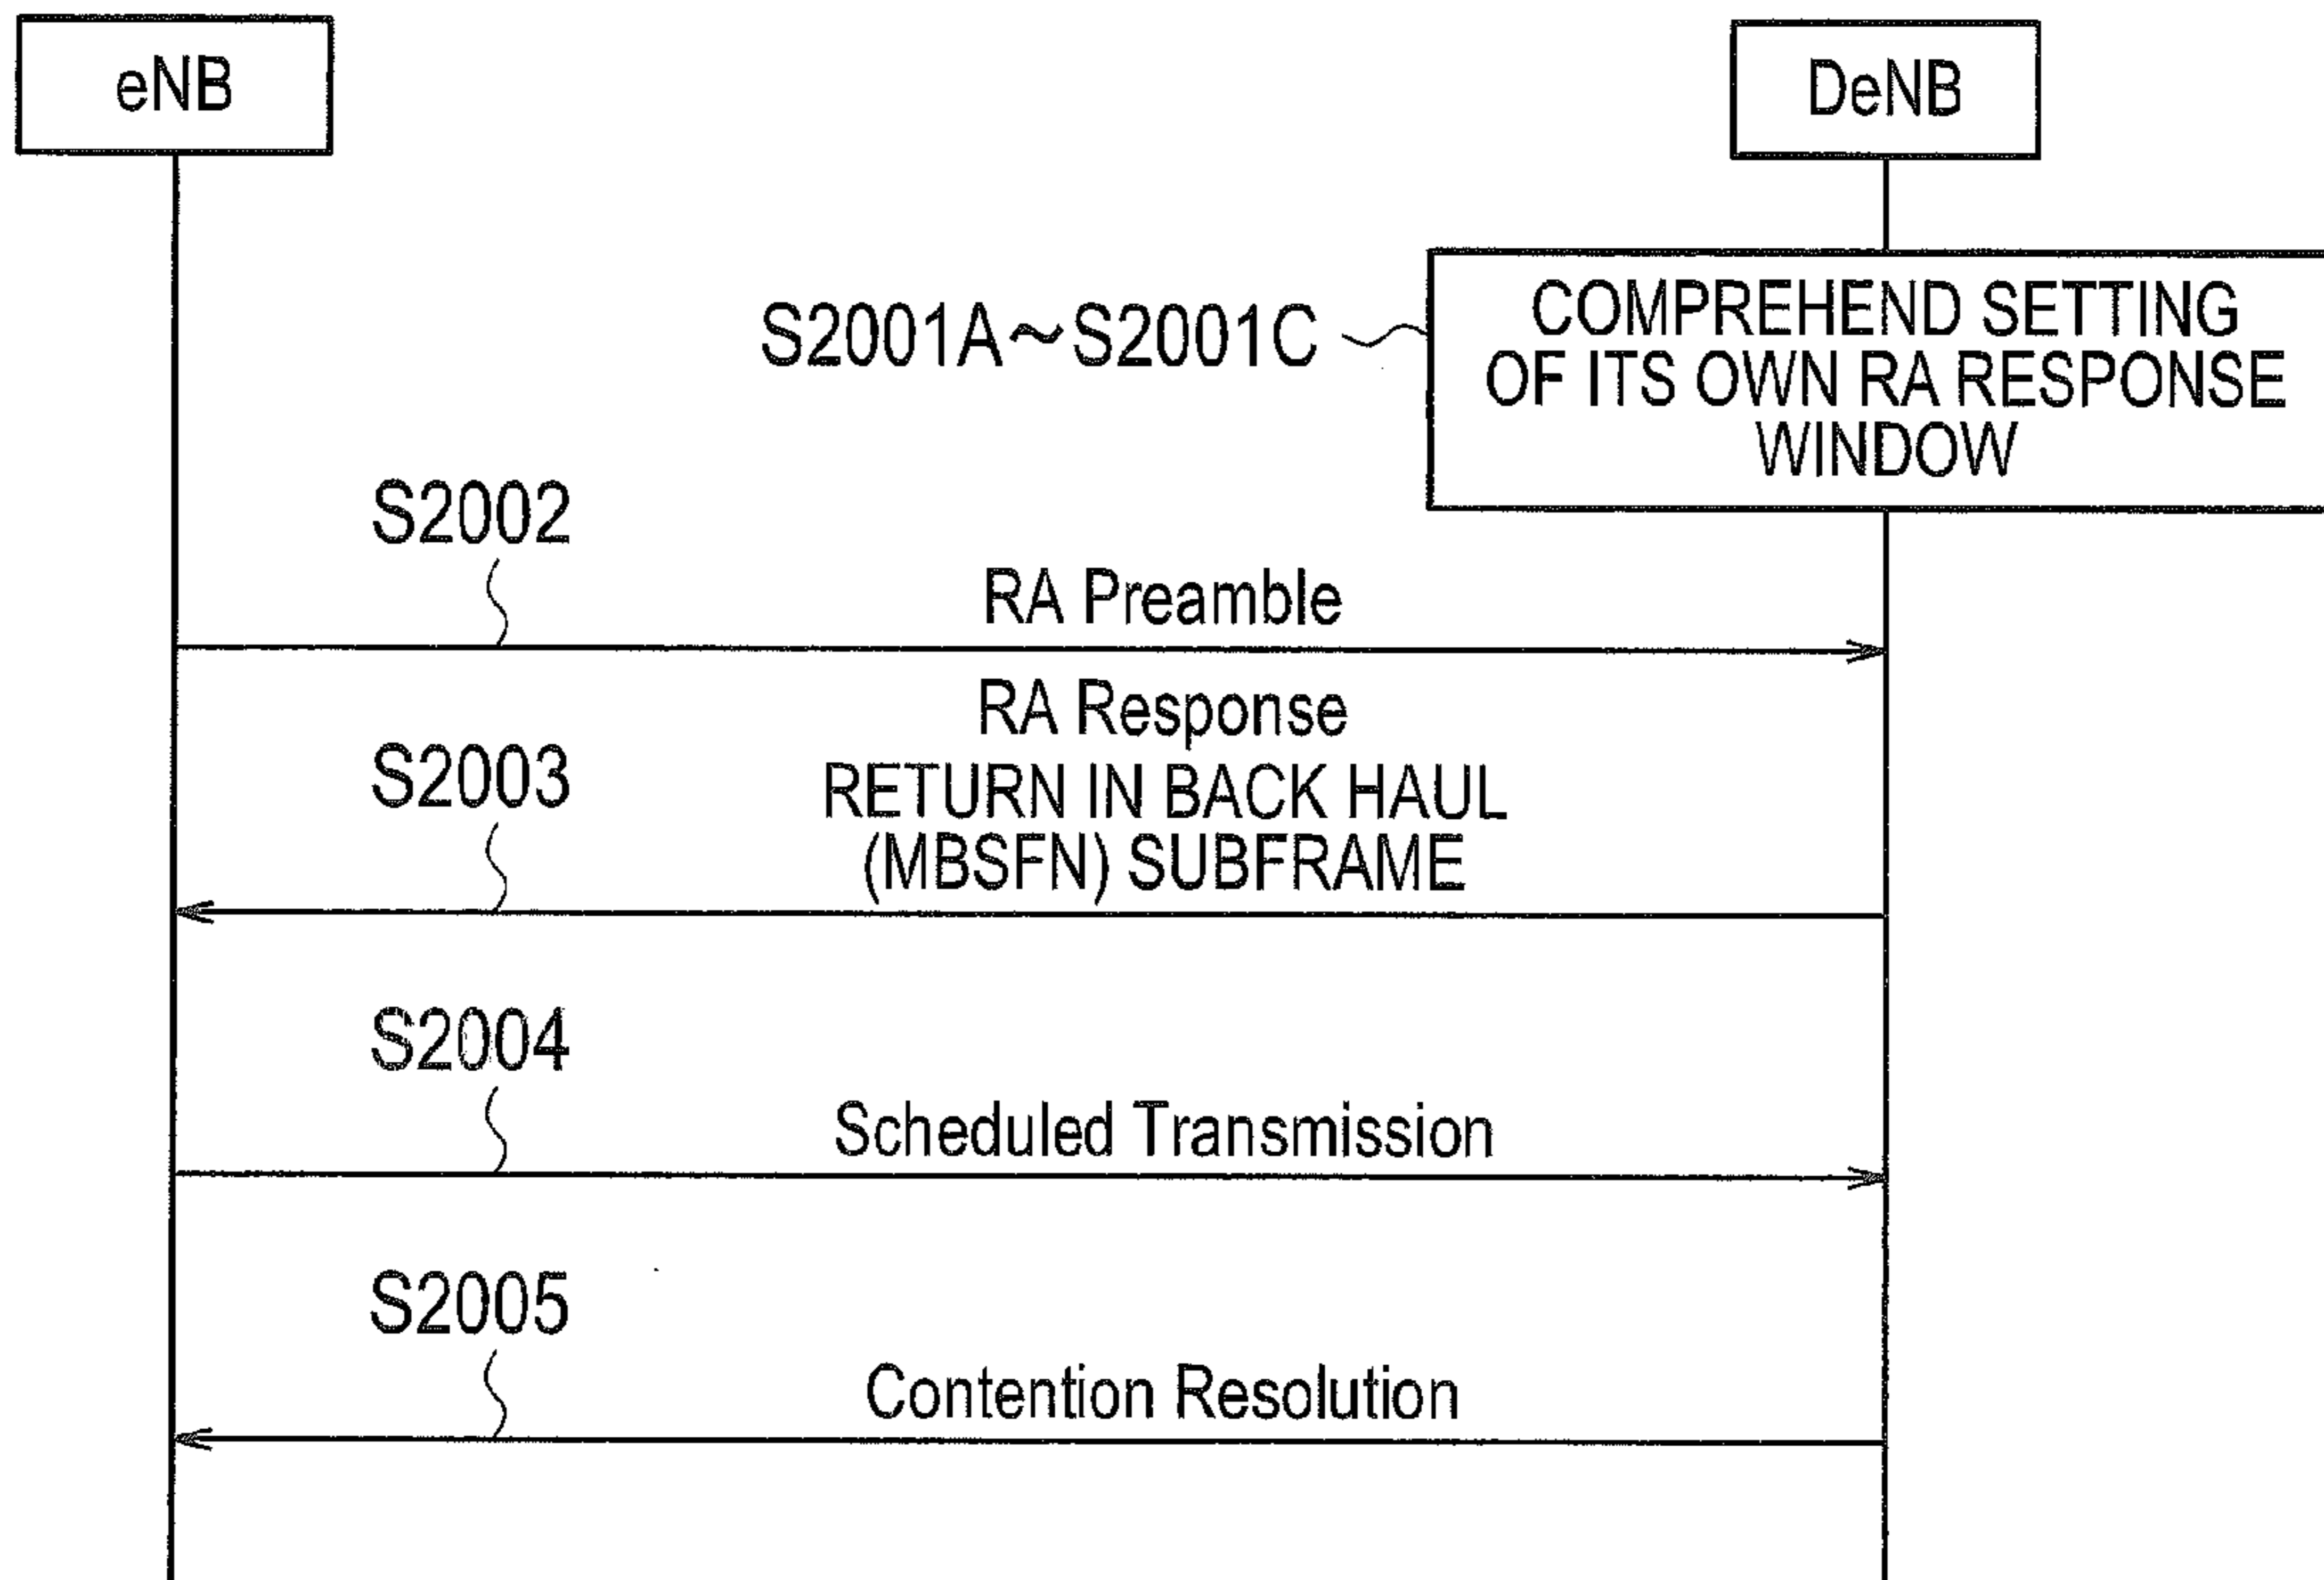 eNB
DeNB
S2001A~S2001C
COMPREHEND SETTING
OF ITS OWN RA RESPONSE
WINDOW
S2002
RA Preamble
RA Response
S2003
RETURN IN BACK HAUL
(MBSFN) SUBFRAME
S2004
Scheduled Transmission
S2005
Contention Resolution